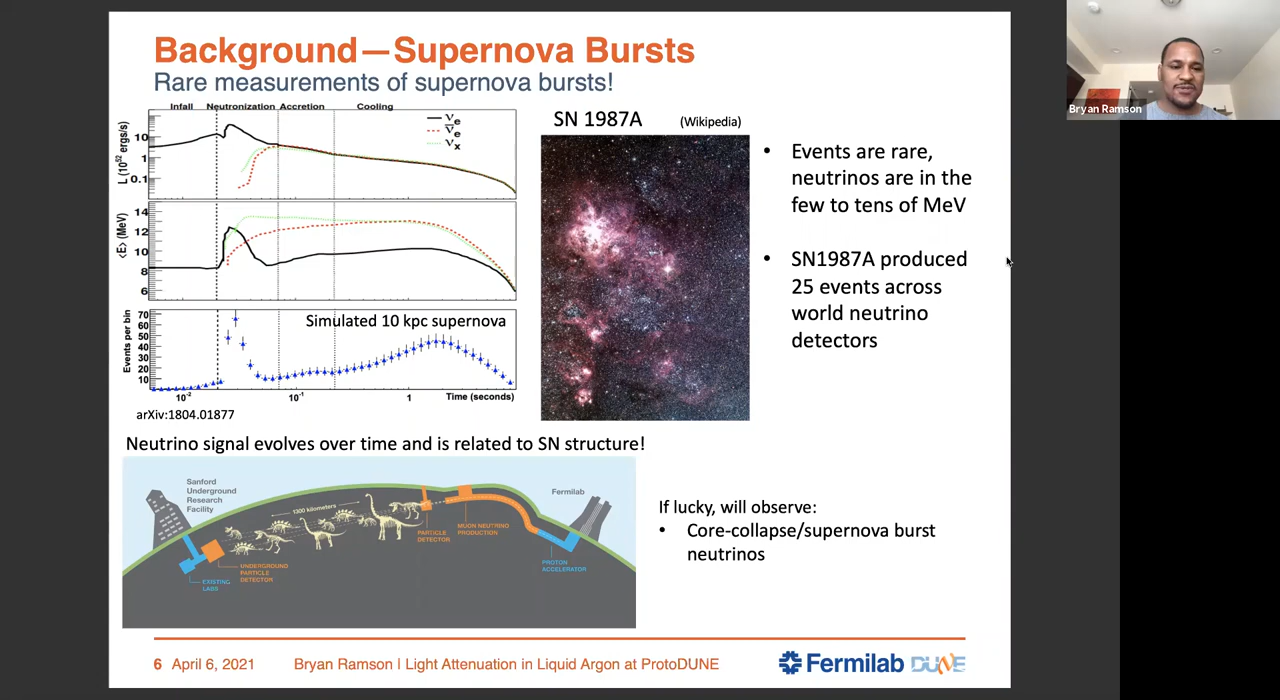 Background—Supernova Bursts
Rare measurements of supernova bursts!
Infall Neutronization Accretion Cooling
L (10⁵² ergs/s)
10
1
0.1
νe
ν̅e
νx
<E> (MeV)
14
12
10
8
6
Events per bin
70
60
50
40
30
20
10
Simulated 10 kpc supernova
10⁻² 10⁻¹ 1 Time (seconds)
arXiv:1804.01877
SN 1987A (Wikipedia)
• Events are rare,
neutrinos are in the
few to tens of MeV
• SN1987A produced
25 events across
world neutrino
detectors
Bryan Ramson
Neutrino signal evolves over time and is related to SN structure!
Sanford
Underground
Research
Facility
1300 kilometers
Fermilab
PARTICLE
DETECTOR
MUON NEUTRINO
PRODUCTION
UNDERGROUND
PARTICLE
DETECTOR
EXISTING
LABS
PROTON
ACCELERATOR
If lucky, will observe:
• Core-collapse/supernova burst
neutrinos
6 April 6, 2021 Bryan Ramson | Light Attenuation in Liquid Argon at ProtoDUNE
Fermilab DUNE